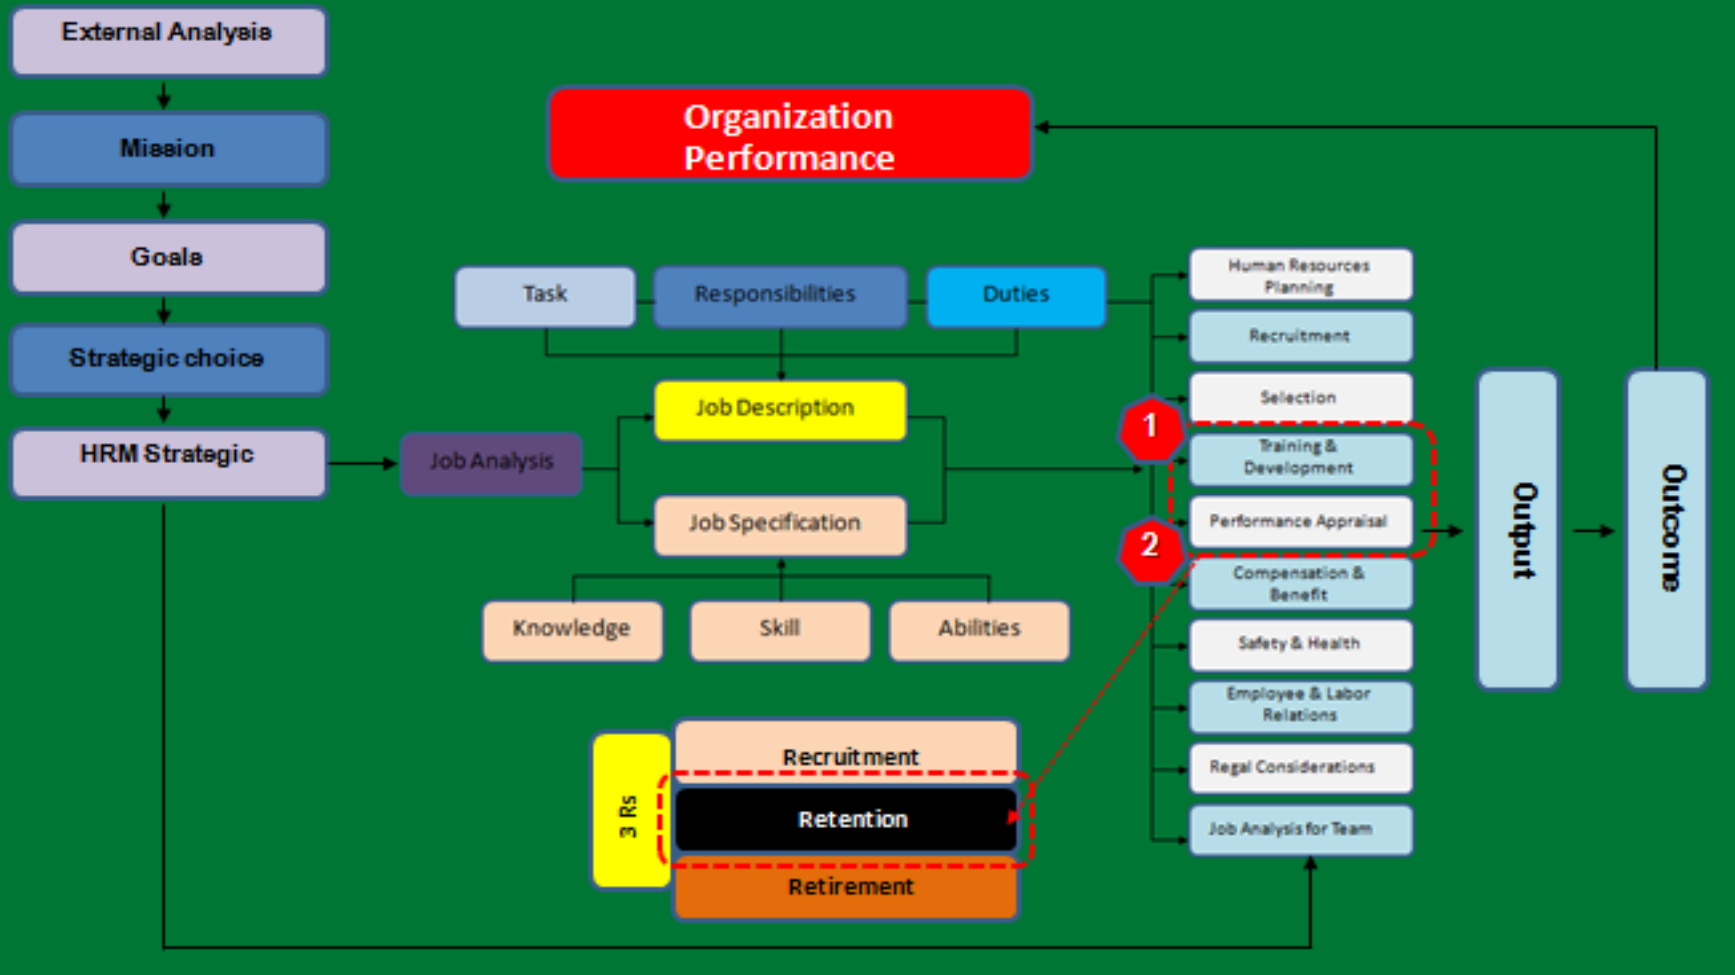 External Analysis
Mission
Goals
Strategic choice
HRM Strategic
Organization
Performance
Task
Responsibilities
Duties
Job Analysis
Job Description
Job Specification
Knowledge
Skill
Abilities
3 Rs
Recruitment
Retention
Retirement
1
2
Human Resources
Planning
Recruitment
Selection
Training &
Development
Performance Appraisal
Compensation &
Benefit
Safety & Health
Employee & Labor
Relations
Regal Considerations
Job Analysis for Team
Output
Outcome